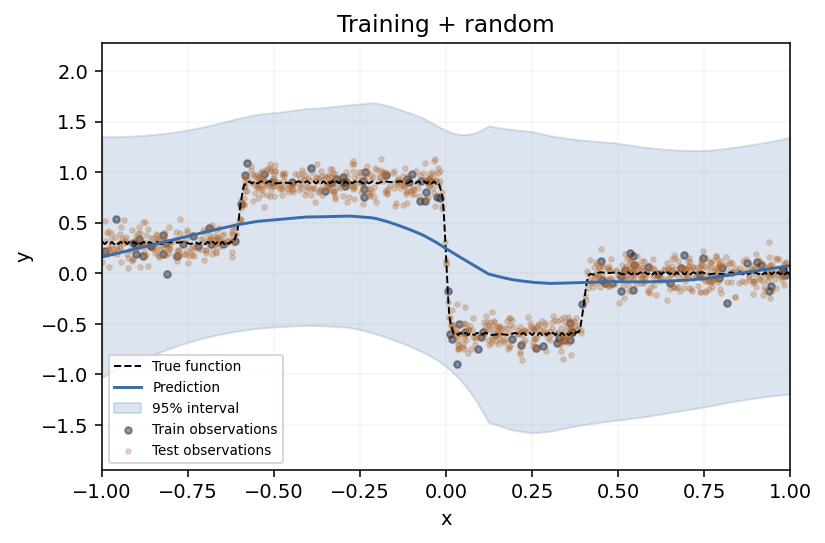 Training + random
y
2.0
1.5
1.0
0.5
0.0
−0.5
−1.0
−1.5
True function
Prediction
95% interval
Train observations
Test observations
−1.00 −0.75 −0.50 −0.25 0.00 0.25 0.50 0.75 1.00
x